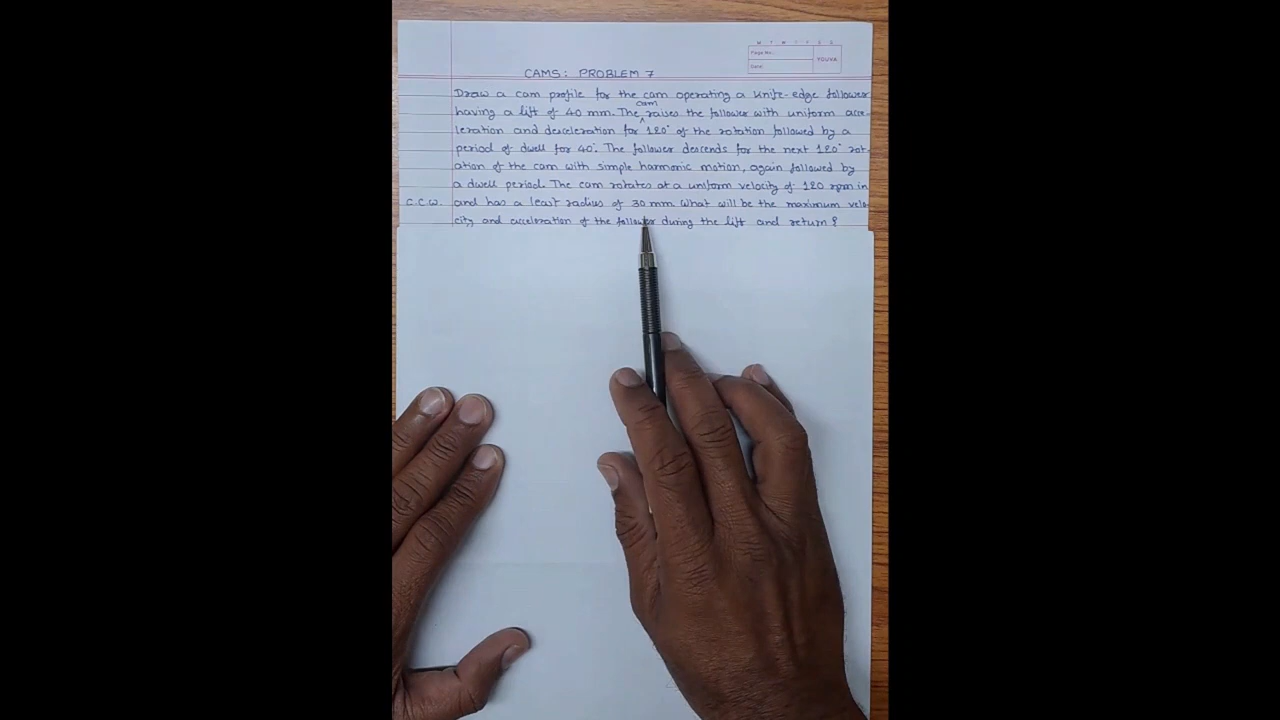 M T W T F S S
Page No.:
YOUVA
Date:
CAMS: PROBLEM 7
Draw a cam profile for the cam operating a knife-edge follower
having a lift of 40 mm. The cam raises the follower with uniform acce-
leration and desceleration for 120° of the rotation followed by a
period of dwell for 40°. The follower descends for the next 120° rot-
ation of the cam with simple harmonic motion, again followed by
a dwell period. The cam rotates at a uniform velocity of 120 rpm in
C.C.W. and has a least radius of 30 mm. What will be the maximum velo-
city and acceleration of the follower during the lift and return?